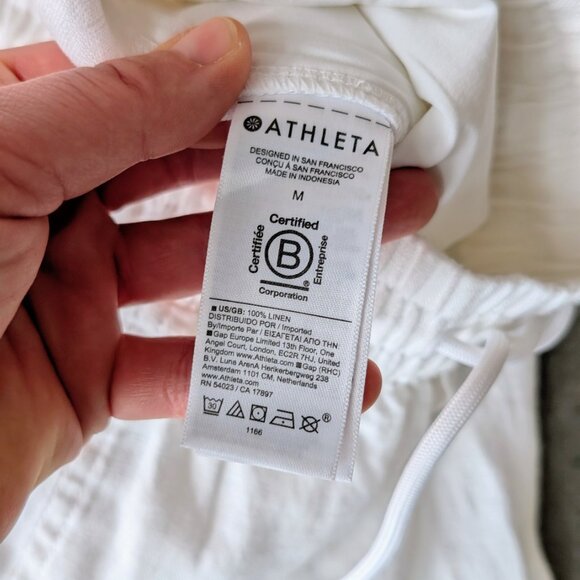 ATHLETA
DESIGNED IN SAN FRANCISCO
CONÇU À SAN FRANCISCO
MADE IN INDONESIA
M
Certified
Certifiée
B
Entreprise
Corporation
■ US/GB: 100% LINEN
DISTRIBUIDO POR / Imported
By/Importe Par / ΕΙΣΑΓΕΤΑΙ ΑΠΟ ΤΗΝ
■ Gap Europe Limited 13th Floor, One
Angel Court, London, EC2R 7HJ, United
Kingdom www.Athleta.com ■ Gap (RHC)
B.V. Luna ArenA Herikerbergweg 238
Amsterdam 1101 CM, Netherlands
www.Athleta.com
RN 54023 / CA 17897
30
®
1166